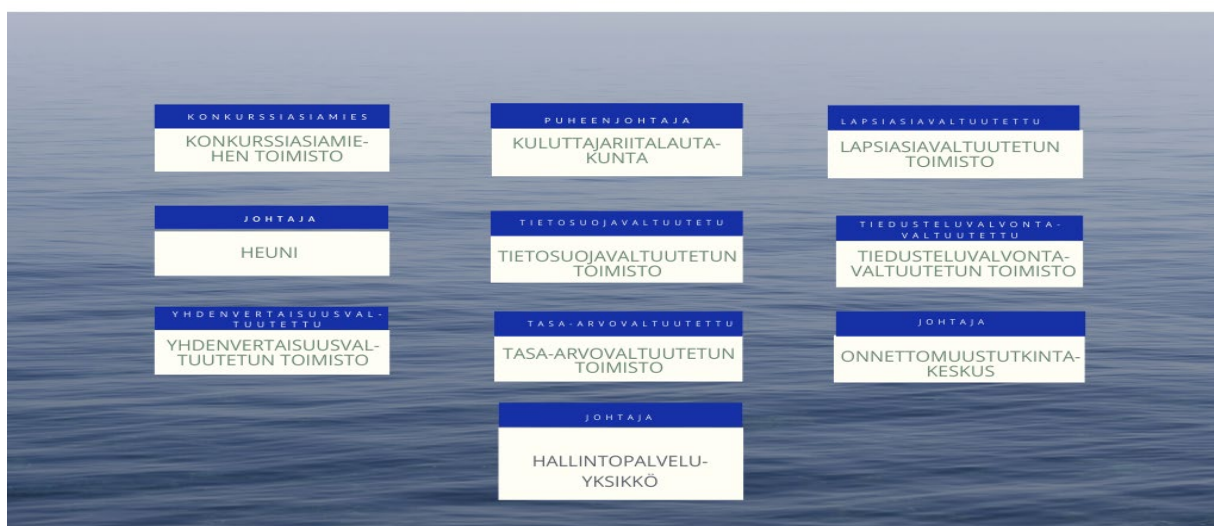 KONKURSSIASIAMIES
KONKURSSIASIAMIE-
HEN TOIMISTO
PUHEENJOHTAJA
KULUTTAJARIITALAUTA-
KUNTA
LAPSIASIAVALTUUTETTU
LAPSIASIAVALTUUTETUN
TOIMISTO
JOHTAJA
HEUNI
TIETOSUOJAVALTUUTETU
TIETOSUOJAVALTUUTETUN
TOIMISTO
TIEDUSTELUVALVONTA-
VALTUUTETTU
TIEDUSTELUVALVONTA-
VALTUUTETUN TOIMISTO
YHDENVERTAISUUSVAL-
TUUTETTU
YHDENVERTAISUUSVAL-
TUUTETUN TOIMISTO
TASA-ARVOVALTUUTETTU
TASA-ARVOVALTUUTETUN
TOIMISTO
JOHTAJA
ONNETTOMUUSTUTKINTA-
KESKUS
JOHTAJA
HALLINTOPALVELU-
YKSIKKÖ